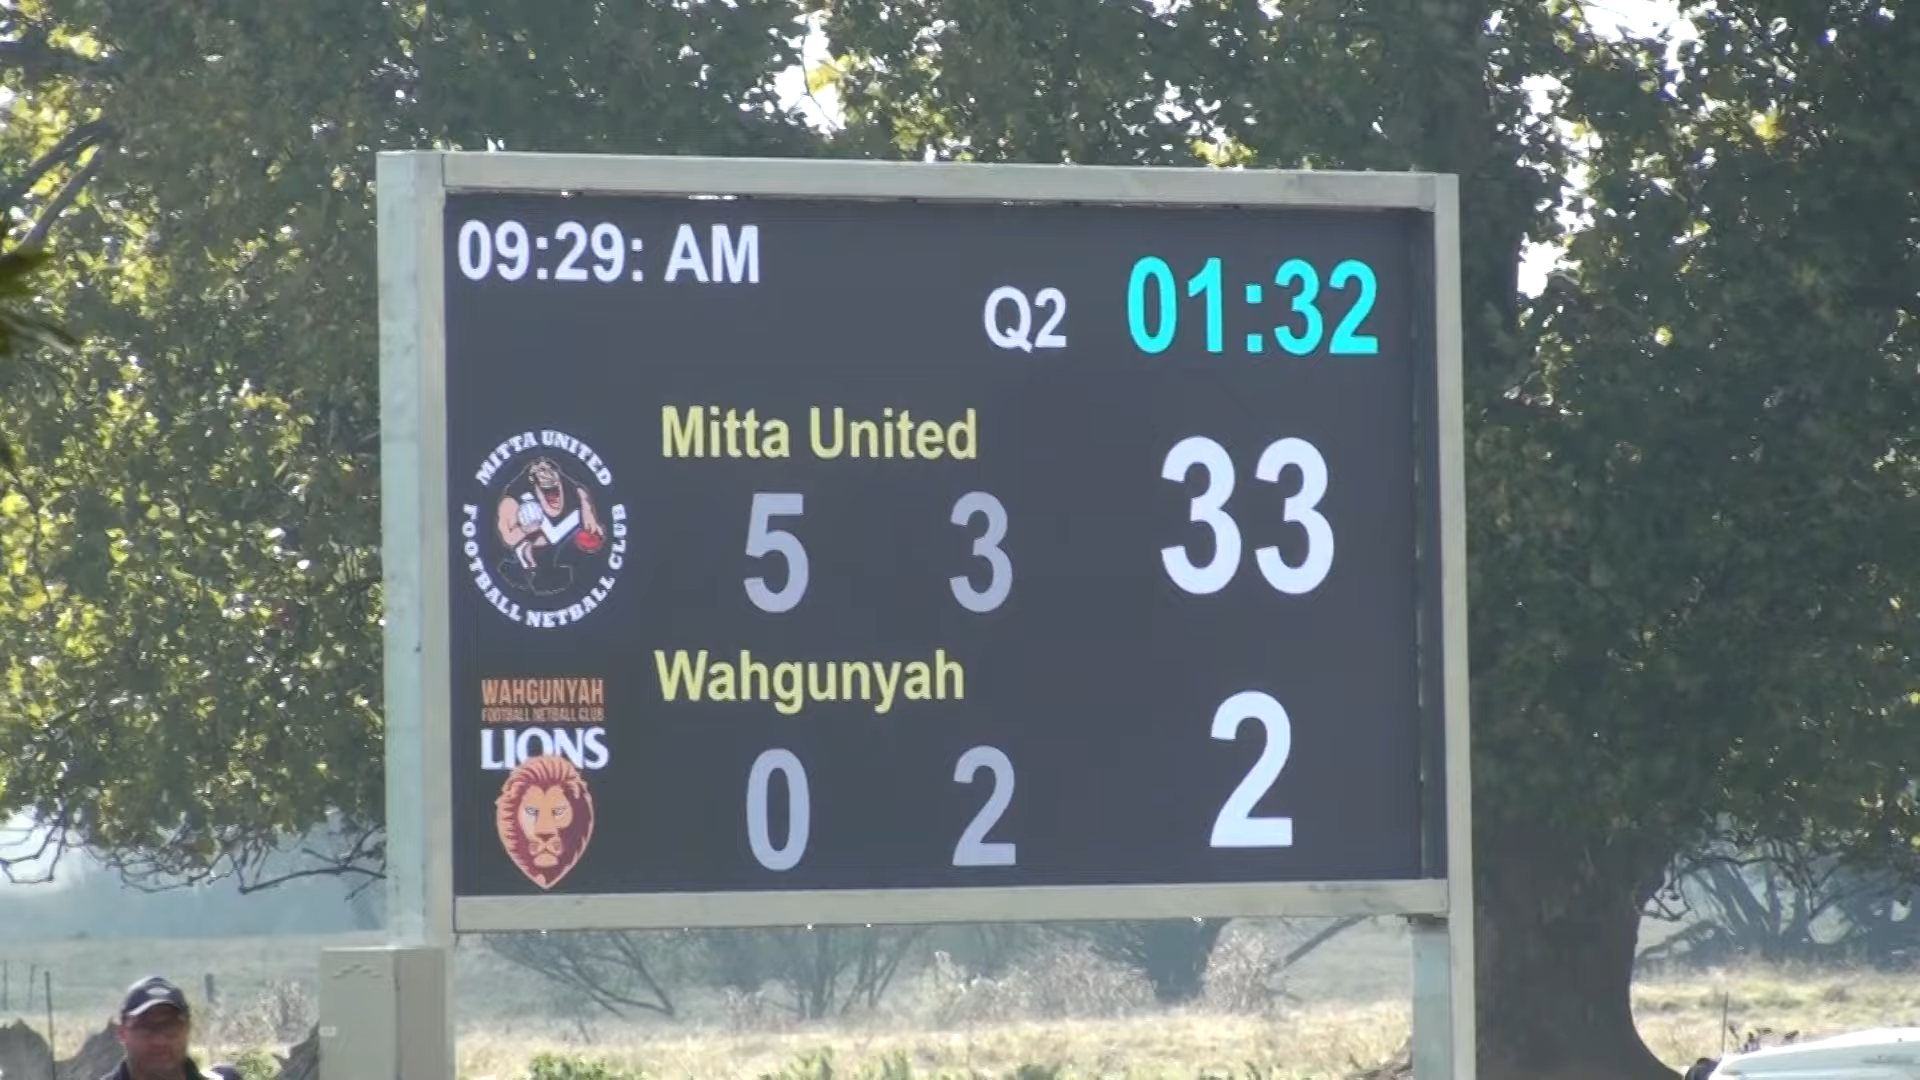 09:29: AM
Q2 01:32
MITTA UNITED
FOOTBALL NETBALL CLUB
Mitta United
5 3 33
WAHGUNYAH
FOOTBALL NETBALL CLUB
LIONS
Wahgunyah
0 2 2